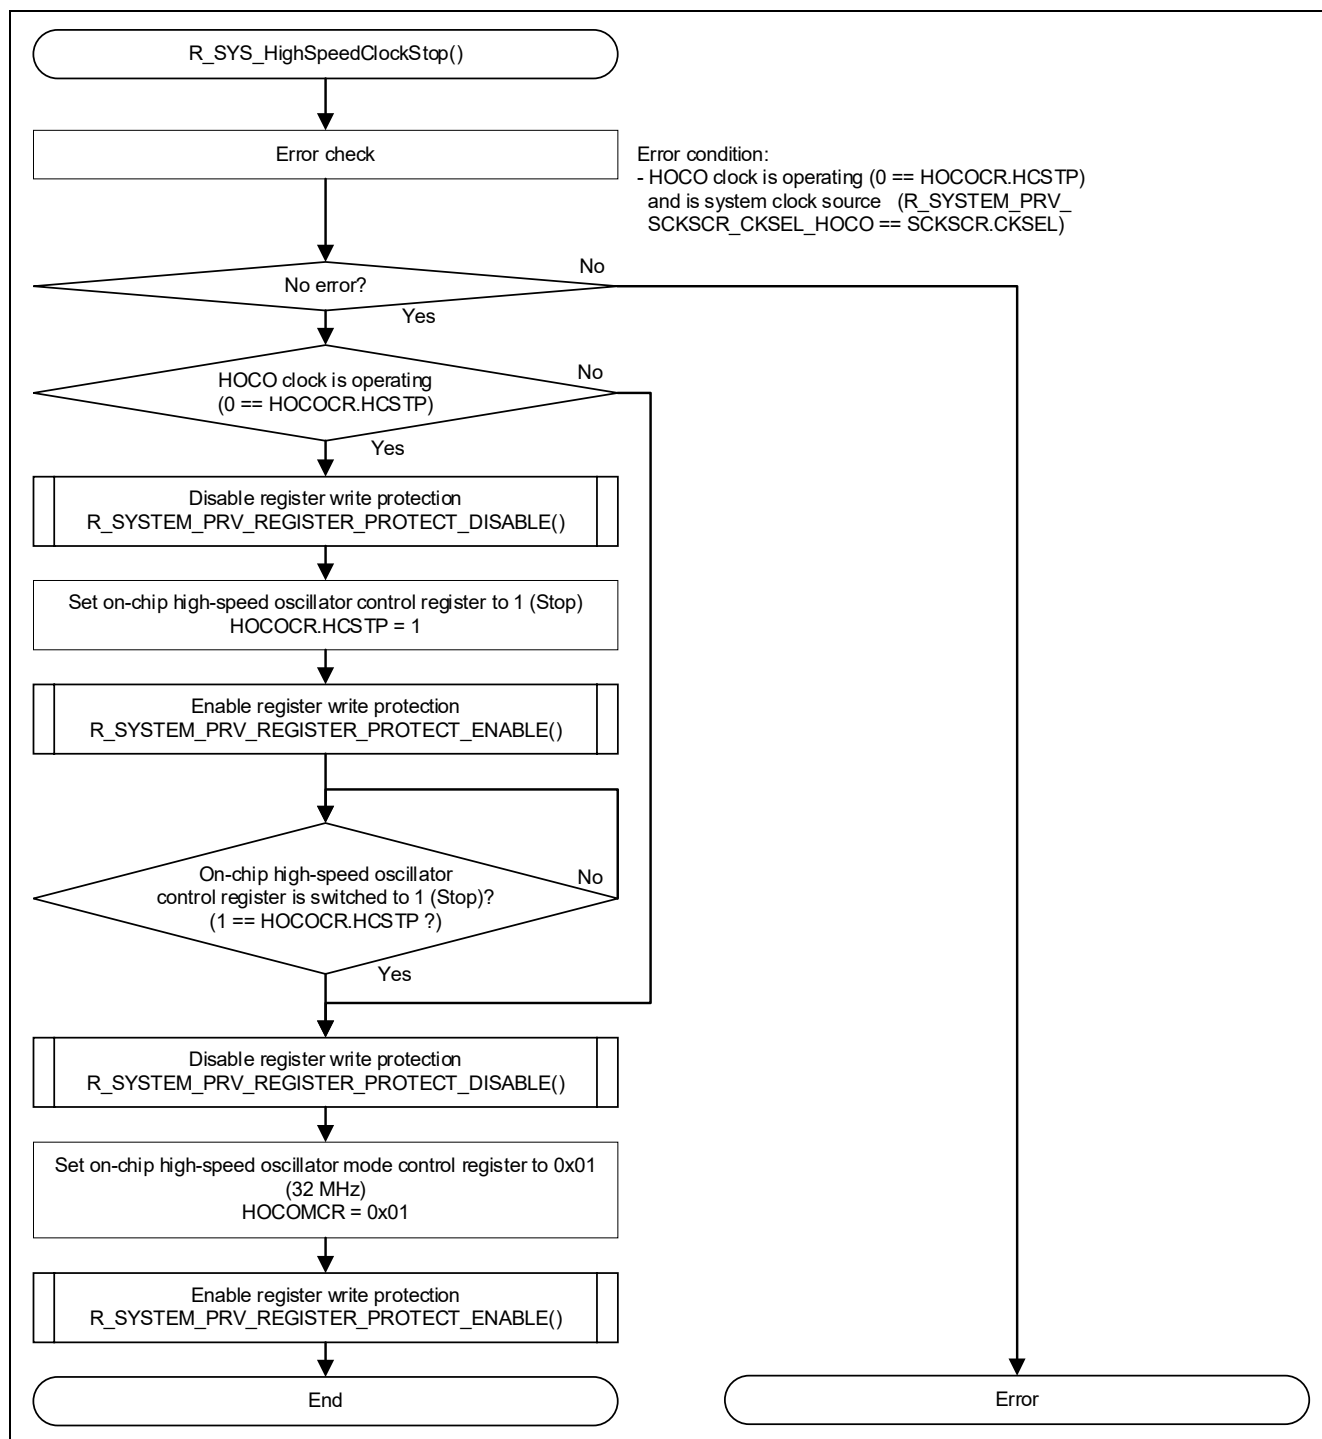 R_SYS_HighSpeedClockStop()
Error check
Error condition:
- HOCO clock is operating (0 == HOCOCR.HCSTP)
and is system clock source (R_SYSTEM_PRV_
SCKSCR_CKSEL_HOCO == SCKSCR.CKSEL)
No error?
No
Yes
HOCO clock is operating
(0 == HOCOCR.HCSTP)
No
Yes
Disable register write protection
R_SYSTEM_PRV_REGISTER_PROTECT_DISABLE()
Set on-chip high-speed oscillator control register to 1 (Stop)
HOCOCR.HCSTP = 1
Enable register write protection
R_SYSTEM_PRV_REGISTER_PROTECT_ENABLE()
On-chip high-speed oscillator
control register is switched to 1 (Stop)?
(1 == HOCOCR.HCSTP ?)
No
Yes
Disable register write protection
R_SYSTEM_PRV_REGISTER_PROTECT_DISABLE()
Set on-chip high-speed oscillator mode control register to 0x01
(32 MHz)
HOCOMCR = 0x01
Enable register write protection
R_SYSTEM_PRV_REGISTER_PROTECT_ENABLE()
End
Error